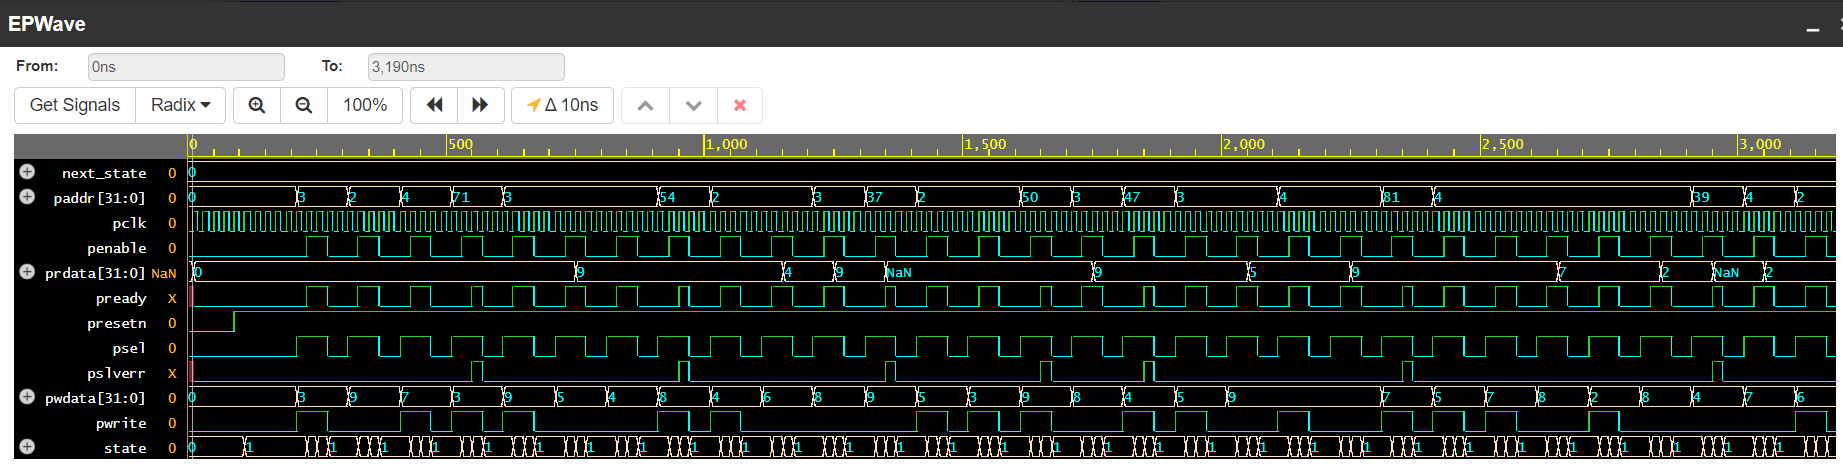 EPWave
From: 0ns To: 3,190ns
Get Signals Radix 100% Δ 10ns
0 500 1,000 1,500 2,000 2,500 3,000
next_state 0 0
paddr[31:0] 0 0 3 2 4 71 3 54 2 3 37 2 50 3 47 3 4 81 4 39 4 2
pclk 0
penable 0
prdata[31:0] NaN 0 9 4 9 NaN 9 5 9 7 2 NaN 2
pready X
presetn 0
psel 0
pslverr X
pwdata[31:0] 0 0 3 9 7 3 9 5 4 8 4 6 8 9 5 3 9 8 4 5 9 7 5 7 8 2 8 4 7 6
pwrite 0
state 0 0 1 1 1 1 1 1 1 1 1 1 1 1 1 1 1 1 1 1 1 1 1 1 1 1 1 1 1 1 1 1